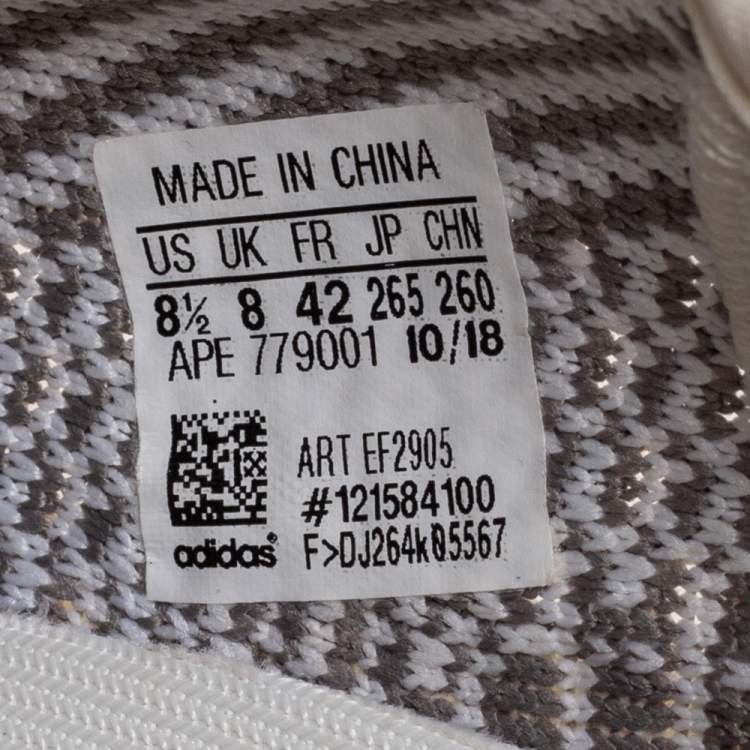 MADE IN CHINA
US UK FR JP CHN
8½ 8 42 265 260
APE 779001 10/18
ART EF2905
#121584100
adidas® F>DJ264k05567